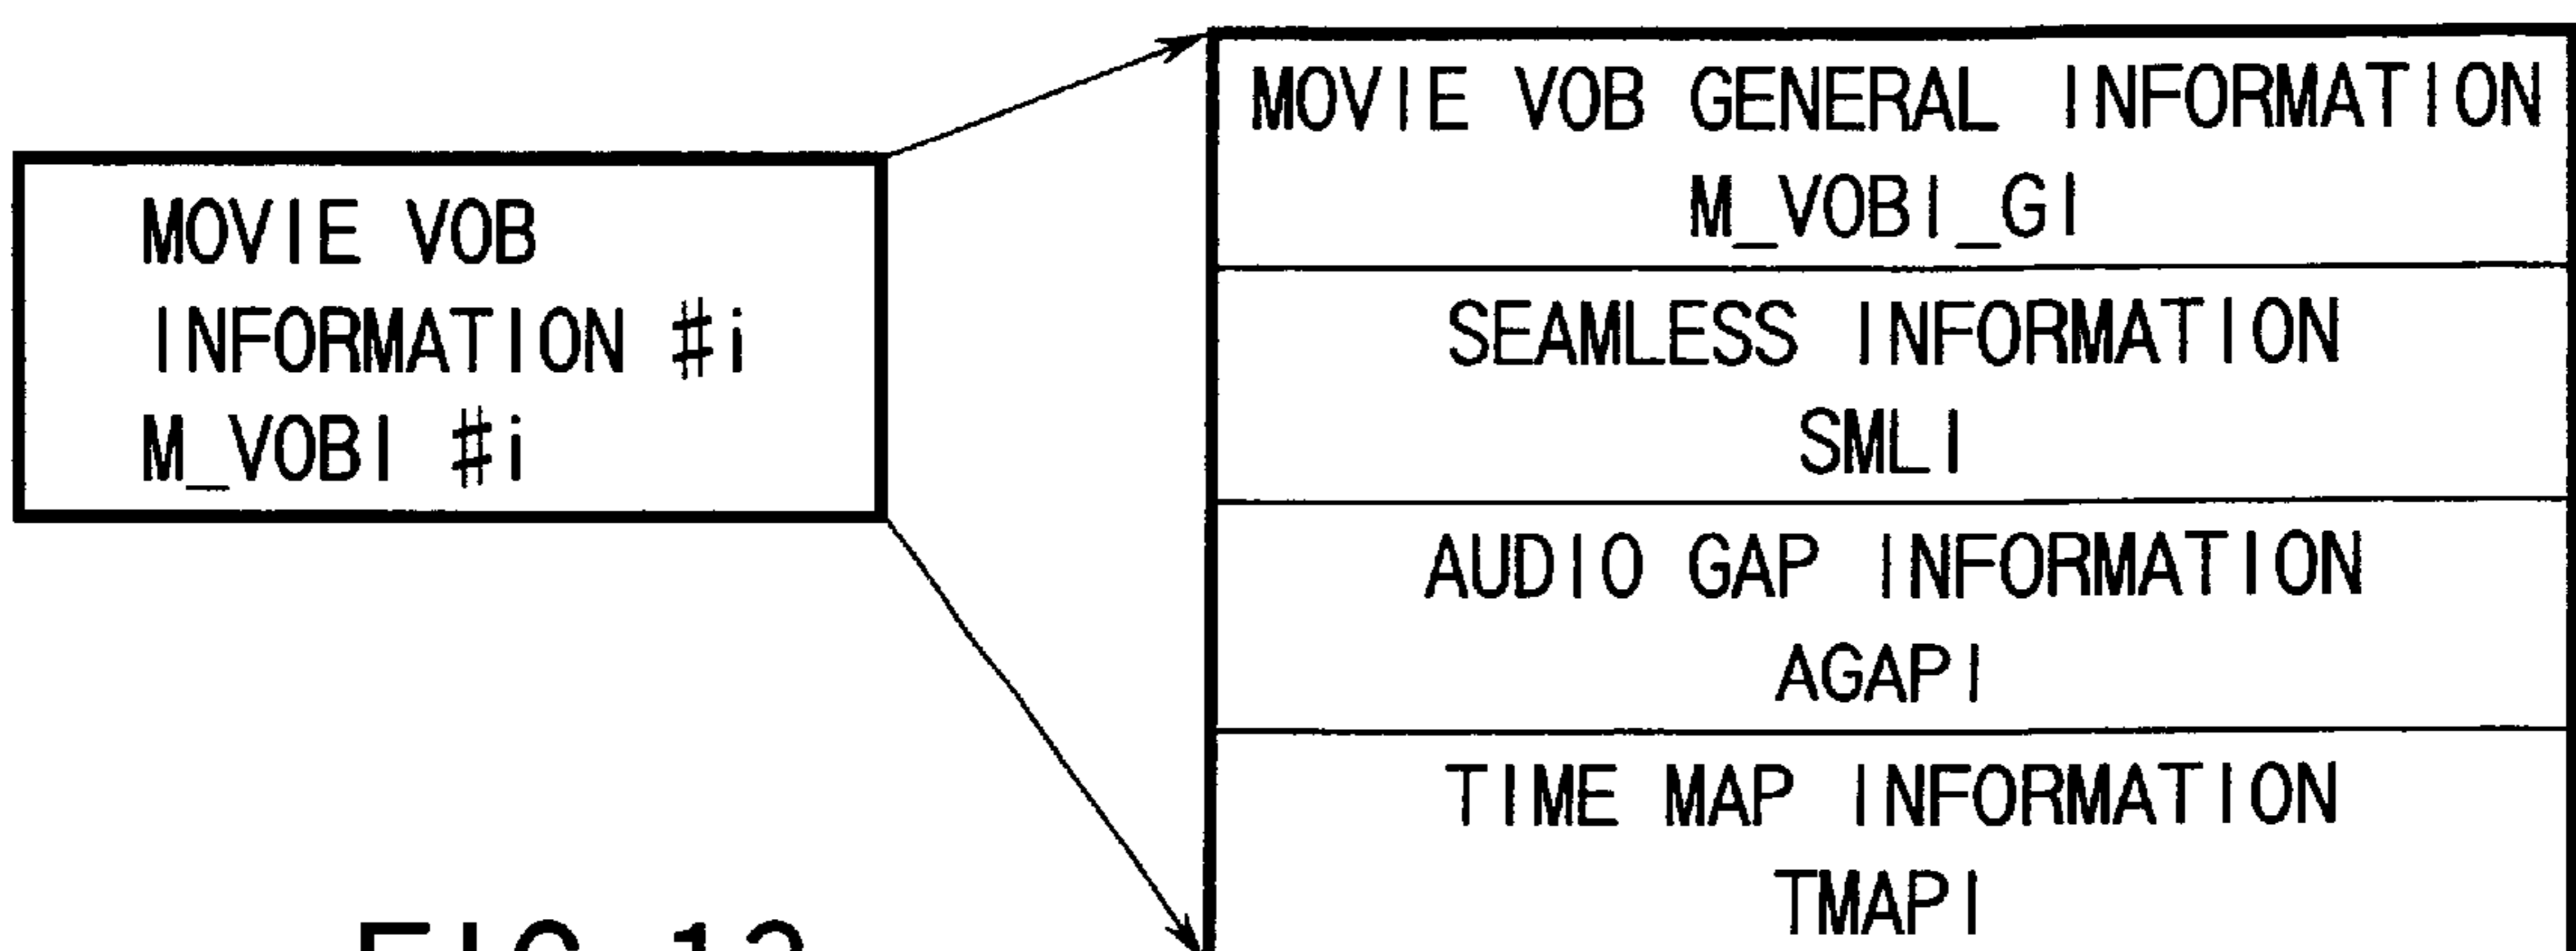 MOVIE VOB
INFORMATION #i
M_VOBI #i
MOVIE VOB GENERAL INFORMATION
M_VOBI_GI
SEAMLESS INFORMATION
SMLI
AUDIO GAP INFORMATION
AGAPI
TIME MAP INFORMATION
TMAPI